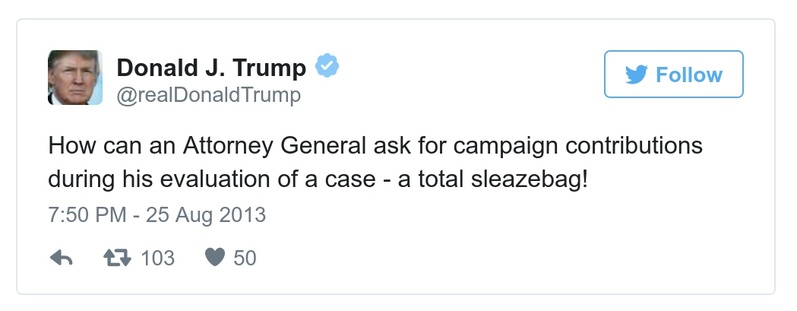 Donald J. Trump
@realDonaldTrump
Follow
How can an Attorney General ask for campaign contributions
during his evaluation of a case - a total sleazebag!
7:50 PM - 25 Aug 2013
103 50